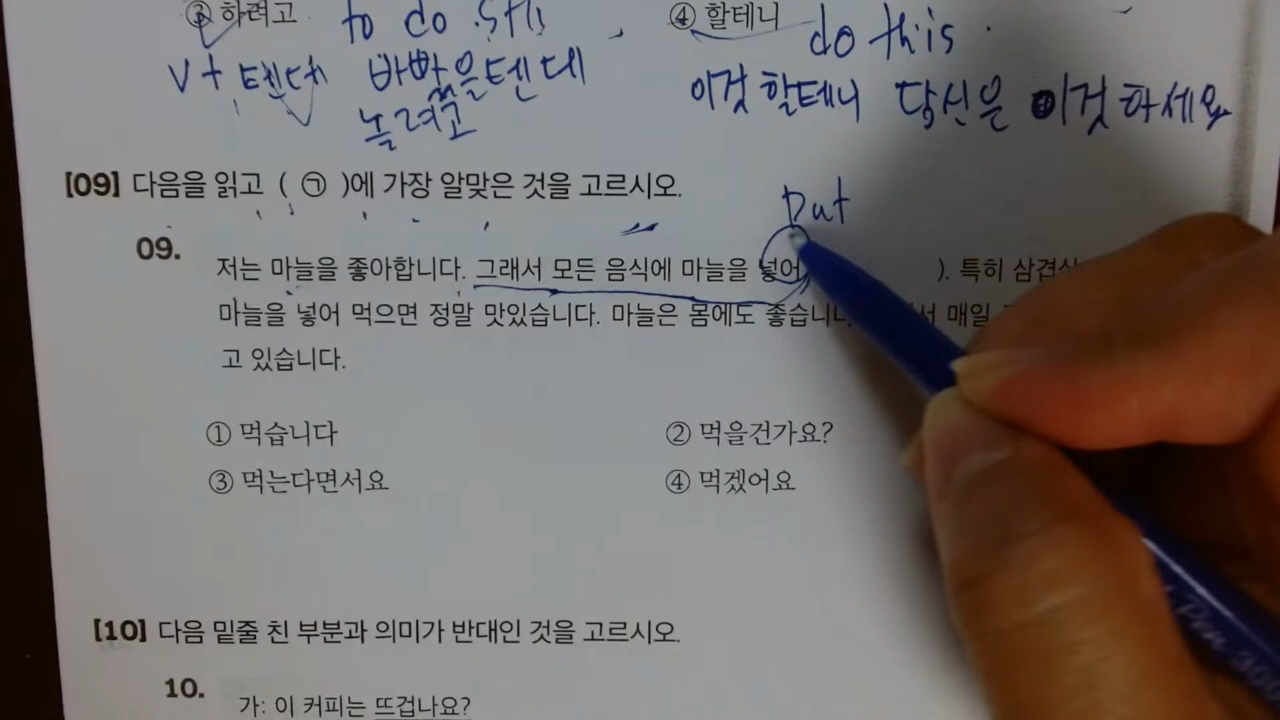 ③ 하려고 to do sth ④ 할테니 do this.
V + 텐데 바빴을텐데 이것 할테니 당신은 이것 하세요
놀려고
[09] 다음을 읽고 ( ㉠ )에 가장 알맞은 것을 고르시오.
put
09. 저는 마늘을 좋아합니다. 그래서 모든 음식에 마늘을 넣어 ). 특히
마늘을 넣어 먹으면 정말 맛있습니다. 마늘은 몸에도 좋습니다. 매일
고 있습니다.
① 먹습니다 ② 먹을건가요?
③ 먹는다면서요 ④ 먹겠어요
[10] 다음 밑줄 친 부분과 의미가 반대인 것을 고르시오.
10. 가: 이 커피는 뜨겁나요?